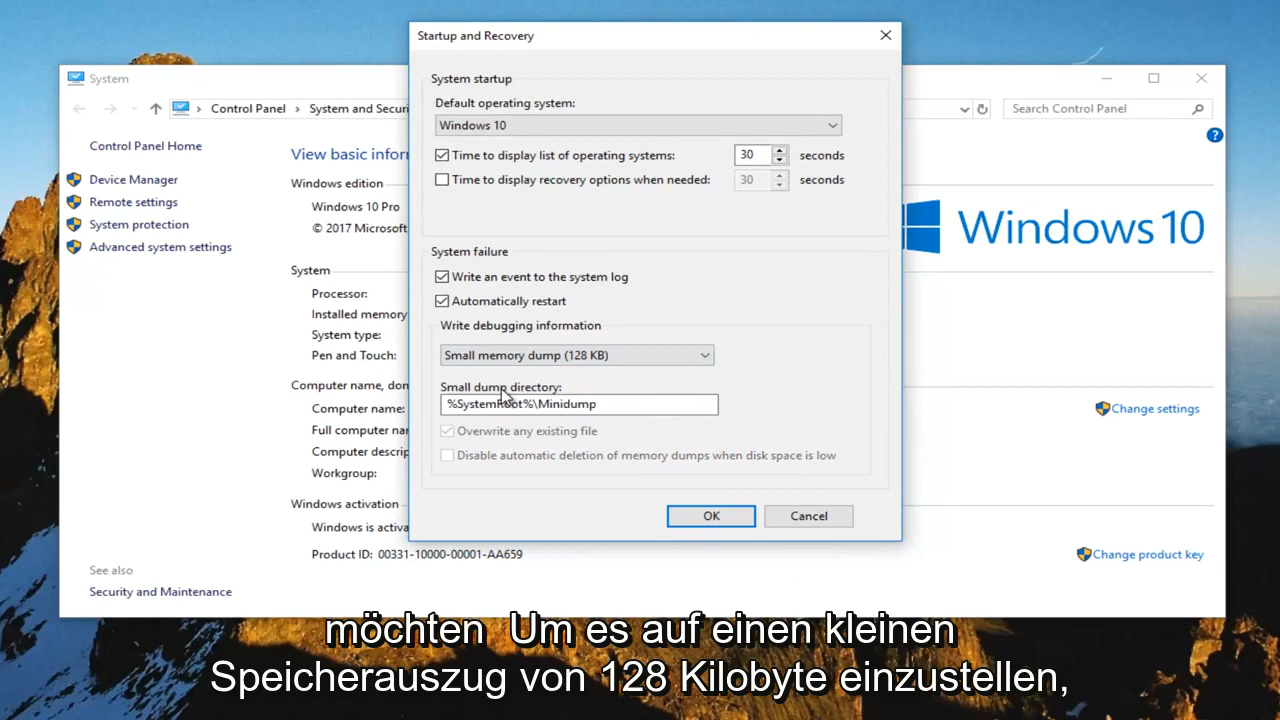 Startup and Recovery
System startup
Default operating system:
Windows 10
Time to display list of operating systems: 30 seconds
Time to display recovery options when needed: 30 seconds
System failure
Write an event to the system log
Automatically restart
Write debugging information
Small memory dump (128 KB)
Small dump directory:
%SystemRoot%\Minidump
Overwrite any existing file
Disable automatic deletion of memory dumps when disk space is low
OK Cancel
System
Control Panel System and Securi
Search Control Panel
?
Control Panel Home
Device Manager
Remote settings
System protection
Advanced system settings
See also
Security and Maintenance
View basic infor
Windows edition
Windows 10 Pro
© 2017 Microsoft
Windows 10
System
Processor:
Installed memory
System type:
Pen and Touch:
Computer name, do
Computer name:
Full computer na
Computer descrip
Workgroup:
Change settings
Windows activation
Windows is activa
Product ID: 00331-10000-00001-AA659
Change product key
möchten Um es auf einen kleinen
Speicherauszug von 128 Kilobyte einzustellen,